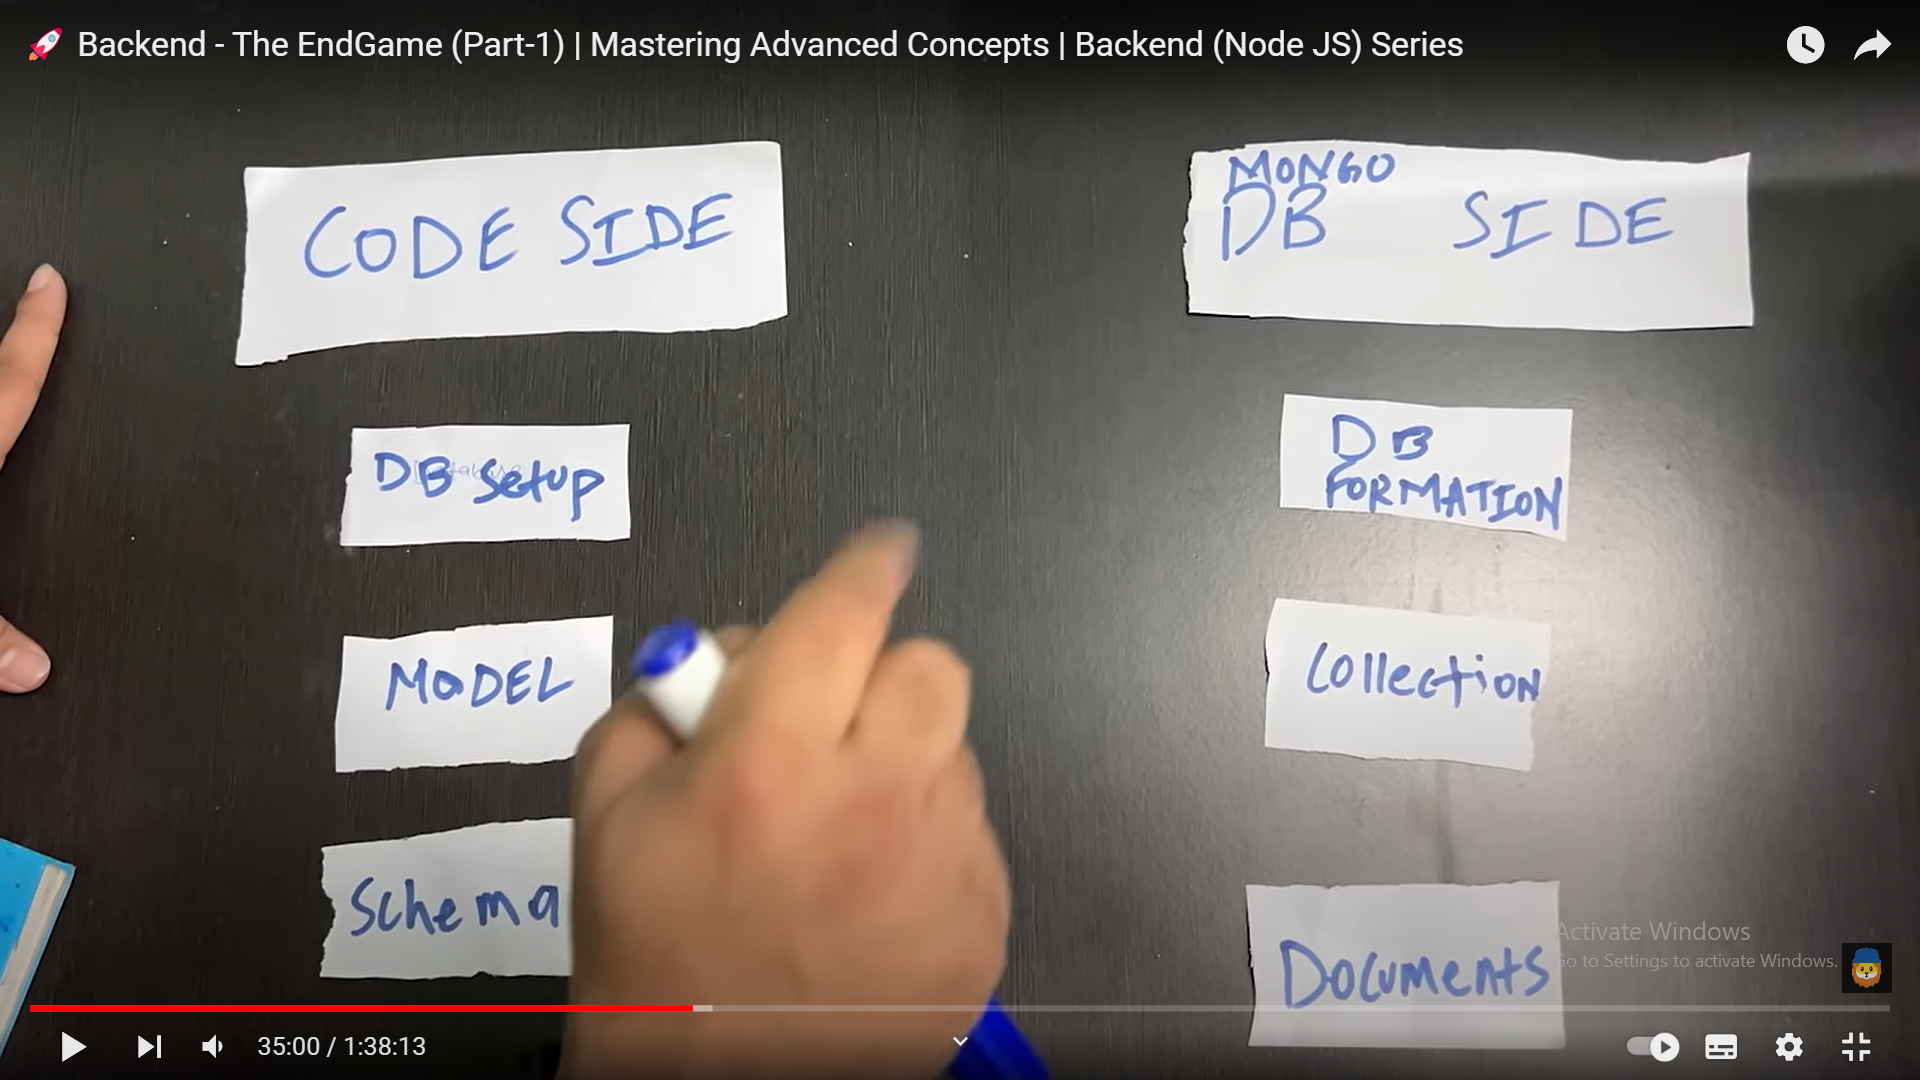 🚀 Backend - The EndGame (Part-1) | Mastering Advanced Concepts | Backend (Node JS) Series
CODE SIDE
MONGO
DB SIDE
DB Setup
DB
FORMATION
MODEL
Collection
Schema
Documents
Activate Windows
Go to Settings to activate Windows.
35:00 / 1:38:13